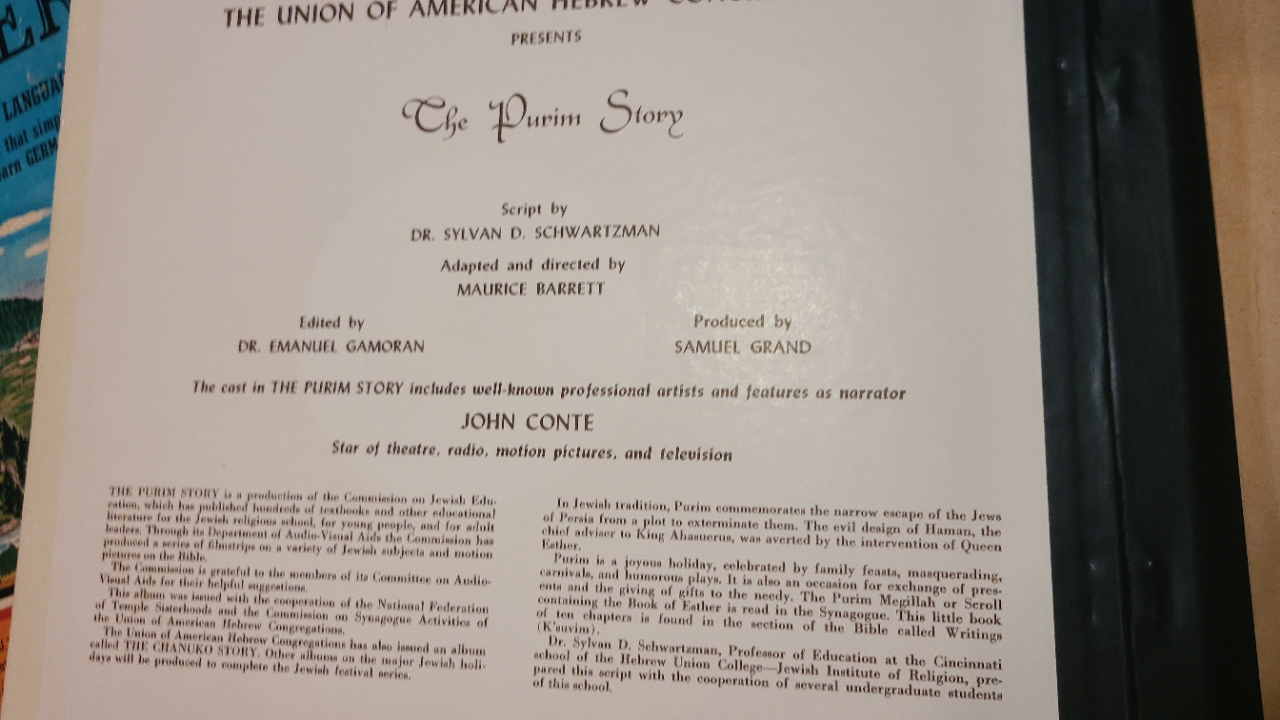 ER
LANGUA
that simp
arn GERM
THE UNION OF AMERICAN HEBREW CONGRE
PRESENTS
The Purim Story
Script by
DR. SYLVAN D. SCHWARTZMAN
Adapted and directed by
MAURICE BARRETT
Edited by
DR. EMANUEL GAMORAN
Produced by
SAMUEL GRAND
The cast in THE PURIM STORY includes well-known professional artists and features as narrator
JOHN CONTE
Star of theatre, radio, motion pictures, and television
THE PURIM STORY is a production of the Commission on Jewish Edu-
cation, which has published hundreds of textbooks and other educational
literature for the Jewish religious school, for young people, and for adult
leaders. Through its Department of Audio-Visual Aids the Commission has
produced a series of filmstrips on a variety of Jewish subjects and motion
pictures on the Bible.
The Commission is grateful to the members of its Committee on Audio-
Visual Aids for their helpful suggestions.
This album was issued with the cooperation of the National Federation
of Temple Sisterhoods and the Commission on Synagogue Activities of
the Union of American Hebrew Congregations.
The Union of American Hebrew Congregations has also issued an album
called THE CHANUKO STORY. Other albums on the major Jewish holi-
days will be produced to complete the Jewish festival series.
In Jewish tradition, Purim commemorates the narrow escape of the Jews
of Persia from a plot to exterminate them. The evil design of Haman, the
chief adviser to King Ahasuerus, was averted by the intervention of Queen
Esther.
Purim is a joyous holiday, celebrated by family feasts, masquerading,
carnivals, and humorous plays. It is also an occasion for exchange of pres-
ents and the giving of gifts to the needy. The Purim Megillah or Scroll
containing the Book of Esther is read in the Synagogue. This little book
of ten chapters is found in the section of the Bible called Writings
(K'suvim).
Dr. Sylvan D. Schwartzman, Professor of Education at the Cincinnati
school of the Hebrew Union College—Jewish Institute of Religion, pre-
pared this script with the cooperation of several undergraduate students
of this school.